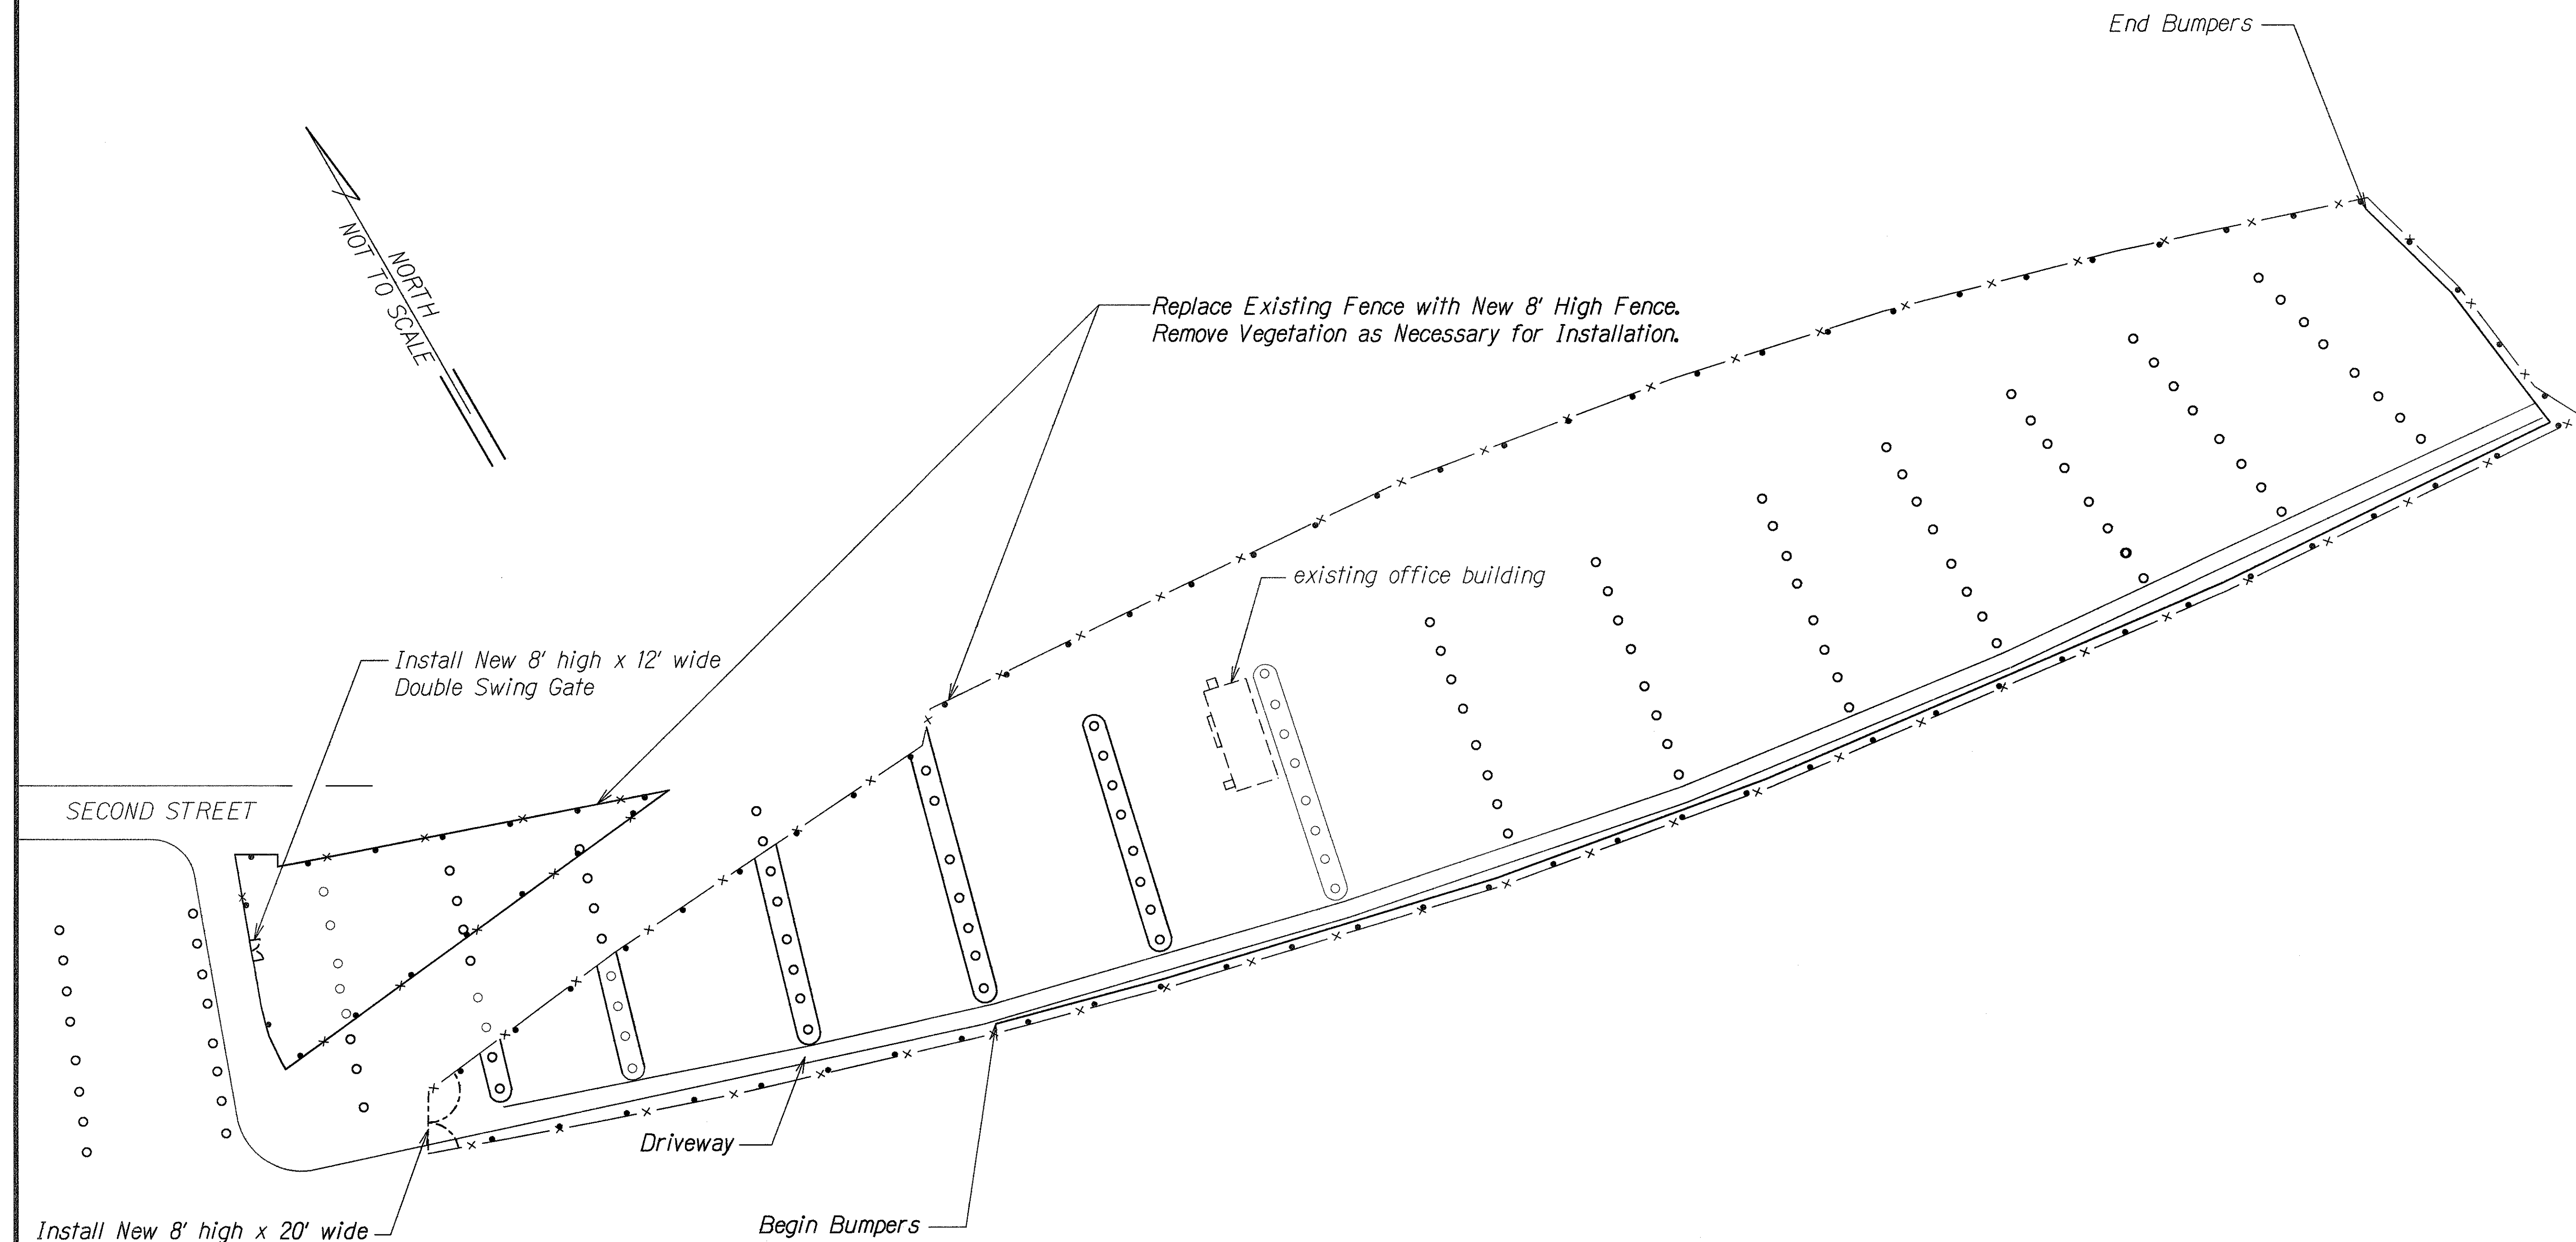 End Bumpers
NORTH
NOT TO SCALE
Replace Existing Fence with New 8' High Fence.
Remove Vegetation as Necessary for Installation.
existing office building
Install New 8' high x 12' wide
Double Swing Gate
SECOND STREET
Driveway
Begin Bumpers
Install New 8' high x 20' wide